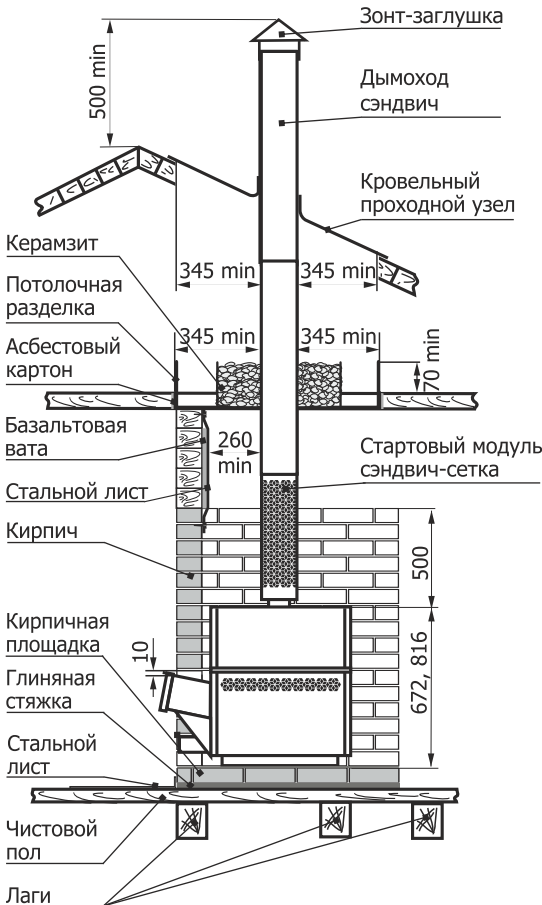 Зонт-заглушка
500 min
Дымоход
сэндвич
Кровельный
проходной узел
Керамзит
345 min
345 min
Потолочная
разделка
345 min
345 min
70 min
Асбестовый
картон
Базальтовая
вата
260
min
Стартовый модуль
сэндвич-сетка
Стальной лист
Кирпич
500
Кирпичная
площадка
10
672, 816
Глиняная
стяжка
Стальной
лист
Чистовой
пол
Лаги